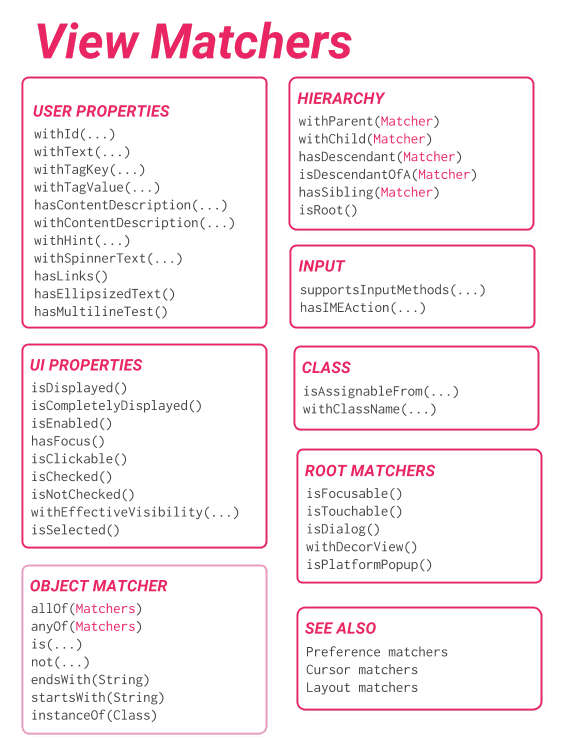 View Matchers
USER PROPERTIES
withId(...)
withText(...)
withTagKey(...)
withTagValue(...)
hasContentDescription(...)
withContentDescription(...)
withHint(...)
withSpinnerText(...)
hasLinks()
hasEllipsizedText()
hasMultilineTest()
UI PROPERTIES
isDisplayed()
isCompletelyDisplayed()
isEnabled()
hasFocus()
isClickable()
isChecked()
isNotChecked()
withEffectiveVisibility(...)
isSelected()
OBJECT MATCHER
allOf(Matchers)
anyOf(Matchers)
is(...)
not(...)
endsWith(String)
startsWith(String)
instanceOf(Class)
HIERARCHY
withParent(Matcher)
withChild(Matcher)
hasDescendant(Matcher)
isDescendantOfA(Matcher)
hasSibling(Matcher)
isRoot()
INPUT
supportsInputMethods(...)
hasIMEAction(...)
CLASS
isAssignableFrom(...)
withClassName(...)
ROOT MATCHERS
isFocusable()
isTouchable()
isDialog()
withDecorView()
isPlatformPopup()
SEE ALSO
Preference matchers
Cursor matchers
Layout matchers